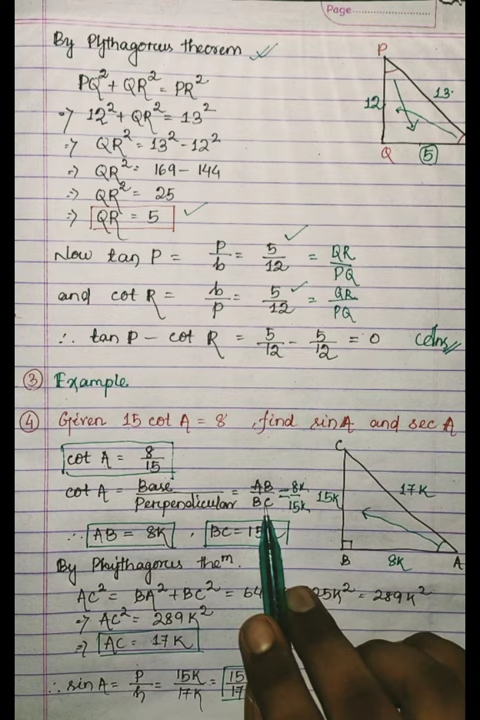 Page
By Pythagorus theorem
PQ² + QR² = PR²
⇒ 12² + QR² = 13²
⇒ QR² = 13² - 12²
⇒ QR² = 169 - 144
⇒ QR² = 25
⇒ QR = 5
P
12
13
Q
5
Now tan P = p/b = 5/12 = QR/PQ
and cot R = b/p = 5/12 = QR/PQ
∴ tan P - cot R = 5/12 - 5/12 = 0
③ Example
④ Given 15 cot A = 8, find sin A and sec A
cot A = 8/15
cot A = Base/Perpendicular = AB/BC = 8K/15K
∴ AB = 8K, BC = 15
C
15K
17K
B
8K
A
By Phythagorus theᵐ.
AC² = BA² + BC² = 64 25K² = 289K²
⇒ AC² = 289K²
⇒ AC = 17K
∴ sin A = p/h = 15K/17K = 15/17